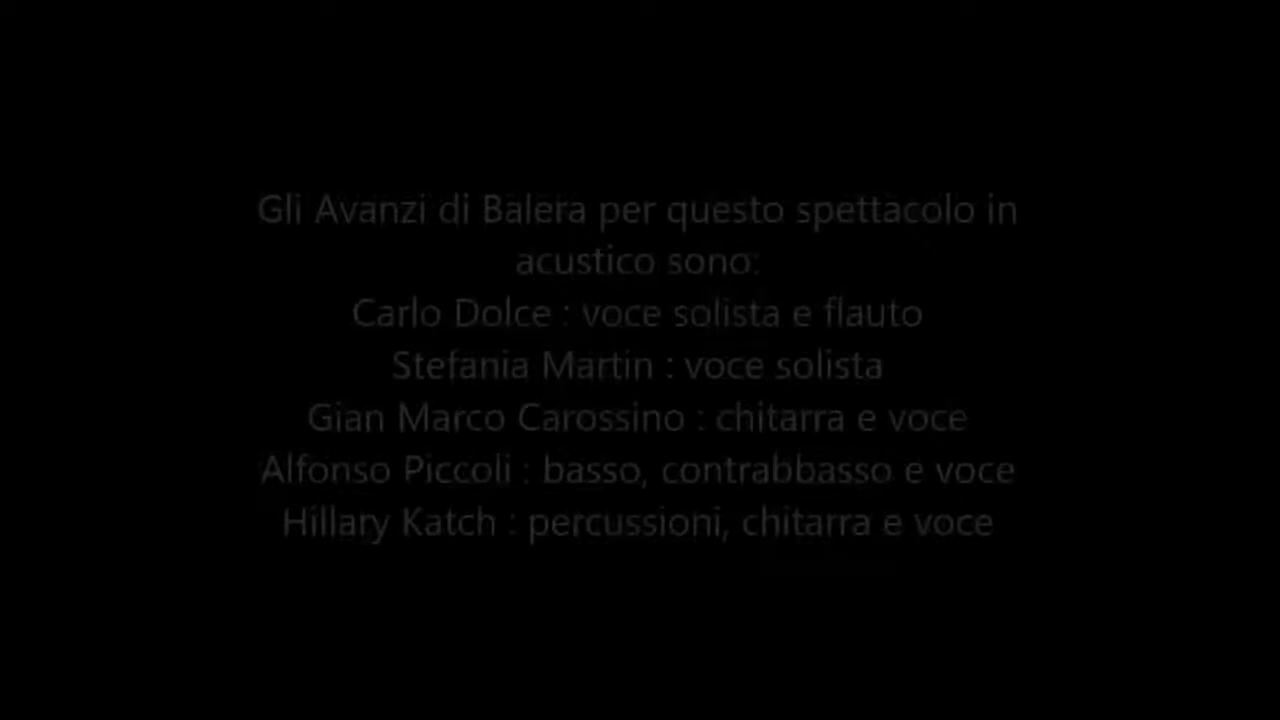 Gli Avanzi di Balera per questo spettacolo in
acustico sono:
Carlo Dolce : voce solista e flauto
Stefania Martin : voce solista
Gian Marco Carossino : chitarra e voce
Alfonso Piccoli : basso, contrabbasso e voce
Hillary Katch : percussioni, chitarra e voce